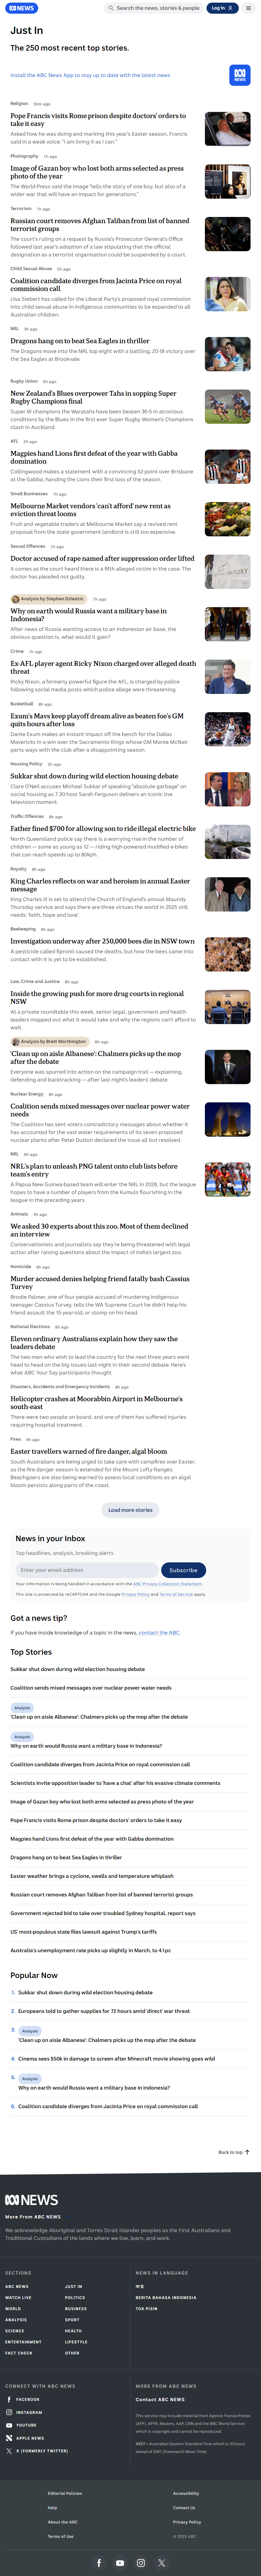 NEWS
Search the news, stories & people
Log In
Just In
The 250 most recent top stories.
Install the ABC News App to stay up to date with the latest news
Religion 56m ago
Pope Francis visits Rome prison despite doctors' orders to
take it easy
Asked how he was doing and marking this year's Easter season, Francis
said in a weak voice: "I am living it as I can."
Photography 1h ago
Image of Gazan boy who lost both arms selected as press
photo of the year
The World Press said the image "tells the story of one boy, but also of a
wider war that will have an impact for generations."
Terrorism 1h ago
Russian court removes Afghan Taliban from list of banned
terrorist groups
The court's ruling on a request by Russia's Prosecutor General's Office
followed last year's adoption of a law stipulating that the official
designation as a terrorist organisation could be suspended by a court.
Child Sexual Abuse
Coalition candidate diverges from Jacinta Price on royal
commission call
Lisa Siebert has called for the Liberal Party's proposed royal commission
into child sexual abuse in Indigenous communities to be expanded to all
Australian children.
NRL
Dragons hang on to beat Sea Eagles in thriller
The Dragons move into the NRL top eight with a battling, 20-18 victory over
the Sea Eagles at Brookvale.
Rugby Union
New Zealand's Blues overpower Tahs in sopping Super
Rugby Champions final
Super W champions the Waratahs have been beaten 36-5 in atrocious
conditions by the Blues in the first ever Super Rugby Women's Champions
clash in Auckland.
AFL
Magpies hand Lions first defeat of the year with Gabba
domination
Collingwood makes a statement with a convincing 52-point win over Brisbane
at the Gabba, handing the Lions their first loss of the season.
Small Businesses 7h ago
Melbourne Market vendors 'can't afford' new rent as
eviction threat looms
Fruit and vegetable traders at Melbourne Market say a revised rent
proposal from the state government landlord is still too expensive.
Sexual Offences 7h ago
Doctor accused of rape named after suppression order lifted
It comes as the court heard there is a fifth alleged victim in the case. The
doctor has pleaded not guilty.
Analysis by Stephen Dziedzic 7h ago
Why on earth would Russia want a military base in
Indonesia?
After news of Russia wanting access to an Indonesian airforce base, the
obvious question is, what would it gain?
Crime 7h ago
Ex-AFL player agent Ricky Nixon charged over alleged death
threat
Ricky Nixon, a formerly powerful figure the AFL, is charged by police
following social media posts which police allege were threatening.
Basketball 8h ago
Exum's Mavs keep playoff dream alive as beaten foe's GM
quits hours after loss
Dante Exum makes an instant impact off the bench for the Dallas
Mavericks in a win over the Sacramento Kings whose GM Monte McNair
parts ways with the club after a disappointing season.
Housing Policy
Sukkar shut down during wild election housing debate
Clare O'Neil accuses Michael Sukkar of speaking "absolute garbage" on
social housing as 7.30 host Sarah Ferguson delivers an iconic live
television moment.
Traffic Offences 8h ago
Father fined $700 for allowing son to ride illegal electric bike
North Queensland police say there is a worrying rise in the number of
children — some as young as 12 — riding high-powered modified e-bikes
that can reach speeds up to 80kph.
Royalty 8h ago
King Charles reflects on war and heroism in annual Easter
message
King Charles III is set to attend the Church of England's annual Maundy
Thursday service and says there are three virtues the world in 2025 still
needs: 'faith, hope and love'.
Beekeeping 8h ago
Investigation underway after 250,000 bees die in NSW town
A pesticide called fipronil caused the deaths, but how the bees came into
contact with it is yet to be established.
Law, Crime and Justice 8h ago
Inside the growing push for more drug courts in regional
NSW
At a private roundtable this week, senior legal, government and health
leaders mapped out what it would take and why the regions can't afford to
wait.
Analysis by Brett Worthington 8h ago
'Clean up on aisle Albanese': Chalmers picks up the mop
after the debate
Everyone was spinning into action on the campaign trail — explaining,
defending and backtracking — after last night's leaders' debate.
Nuclear Energy 8h ago
Coalition sends mixed messages over nuclear power water
needs
The Coalition has sent voters contradictory messages about whether it
has accounted for the vast water requirements of its seven proposed
nuclear plants after Peter Dutton and the LNP took different positions.
NRL 9h ago
NRL's plan to unleash PNG talent onto club lists before
team's entry
A Papua New Guinea-based team will enter the NRL in 2028, but the league
hopes to have a number of players from the Kumuls flourishing in the
league in the preceding years.
Animals 9h ago
We asked 30 experts about this zoo. Most of them declined
an interview
Conservationists and journalists say they're being threatened with legal
action after raising questions about the impact of India's largest zoo.
Homicide 9h ago
Murder accused denies helping friend fatally bash Cassius
Turvey
Brodie Palmer, one of four people accused of murdering Indigenous
teenager Cassius Turvey, tells the WA Supreme Court he didn't help his
friend assault the 15-year-old, or stomp on his head.
National Elections 9h ago
Eleven ordinary Australians explain how they saw the
leaders debate
The two men who wish to lead the country for the next three years went
head to head on the big issues last night in their second debate. Here's
what ABC Your Say participants thought.
Disasters, Accidents and Emergency Incidents 9h ago
Helicopter crashes at Moorabbin Airport in Melbourne's
south-east
There were two people on board, and one of them has suffered injuries
requiring hospital treatment.
Fires 9h ago
Easter travellers warned of fire danger, algal bloom
South Australians are being urged to take care with campfires over Easter,
as the fire danger season is extended for the Mount Lofty Ranges.
Beachgoers are also being warned to assess local conditions as an algal
bloom persists along parts of the coast.
Load more stories
News in your Inbox
Top headlines, analysis, breaking alerts
Enter your email address
Subscribe
Your information is being handled in accordance with the ABC Privacy Collection Statement.
This site is protected by reCAPTCHA and the Google Privacy Policy and Terms of Service apply.
Got a news tip?
If you have inside knowledge of a topic in the news, contact the ABC.
Top Stories
Sukkar shut down during wild election housing debate
Coalition sends mixed messages over nuclear power water needs
Analysis
'Clean up on aisle Albanese': Chalmers picks up the mop after the debate
Analysis
Why on earth would Russia want a military base in Indonesia?
Coalition candidate diverges from Jacinta Price on royal commission call
Scientists invite opposition leader to 'have a chat' after his evasive climate comments
Image of Gazan boy who lost both arms selected as press photo of the year
Pope Francis visits Rome prison despite doctors' orders to take it easy
Magpies hand Lions first defeat of the year with Gabba domination
Dragons hang on to beat Sea Eagles in thriller
Easter weather brings a cyclone, swells and temperature whiplash
Russian court removes Afghan Taliban from list of banned terrorist groups
Government rejected bid to take over troubled Sydney hospital, report says
US' most-populous state files lawsuit against Trump's tariffs
Australia's unemployment rate picks up slightly in March, to 4.1pc
Popular Now
1. Sukkar shut down during wild election housing debate
2. Europeans told to gather supplies for 72 hours amid 'direct' war threat
3. Analysis
'Clean up on aisle Albanese': Chalmers picks up the mop after the debate
4. Cinema sees $50k in damage to screen after Minecraft movie showing goes wild
5. Analysis
Why on earth would Russia want a military base in Indonesia?
6. Coalition candidate diverges from Jacinta Price on royal commission call
Back to top
NEWS
More From ABC NEWS
We acknowledge Aboriginal and Torres Strait Islander peoples as the First Australians and
Traditional Custodians of the lands where we live, learn, and work.
SECTIONS
ABC NEWS JUST IN
WATCH LIVE POLITICS
WORLD BUSINESS
ANALYSIS SPORT
SCIENCE HEALTH
ENTERTAINMENT LIFESTYLE
FACT CHECK OTHER
NEWS IN LANGUAGE
中文
BERITA BAHASA INDONESIA
TOK PISIN
CONNECT WITH ABC NEWS
FACEBOOK
INSTAGRAM
YOUTUBE
APPLE NEWS
X (FORMERLY TWITTER)
MORE FROM ABC NEWS
Contact ABC NEWS
This service may include material from Agence France-Presse
(AFP), APTN, Reuters, AAP, CNN and the BBC World Service
which is copyright and cannot be reproduced.
AEST = Australian Eastern Standard Time which is 10 hours
ahead of GMT (Greenwich Mean Time)
Editorial Policies Accessibility
Help Contact Us
About the ABC Privacy Policy
Terms of Use © 2025 ABC